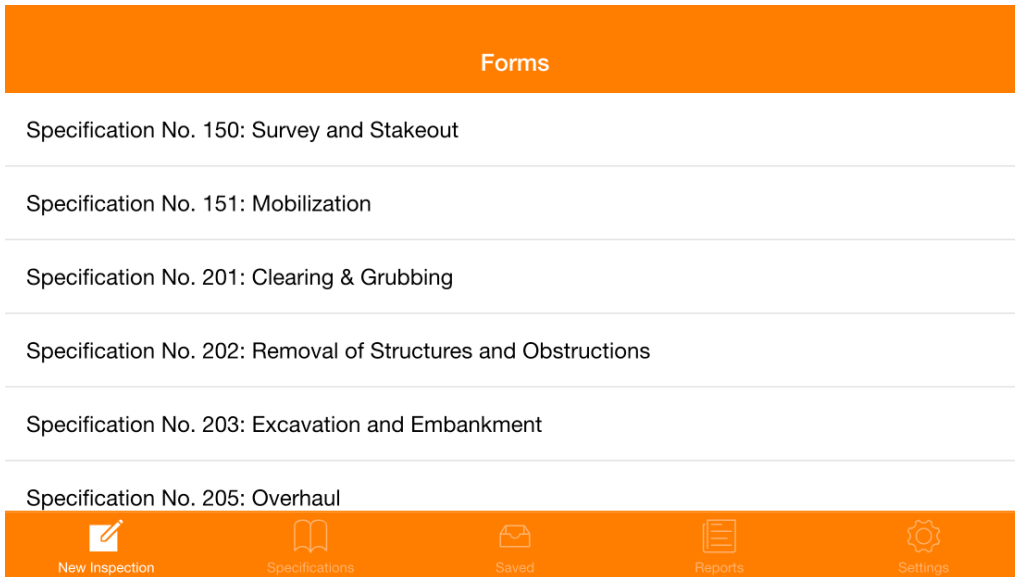 Forms
Specification No. 150: Survey and Stakeout
Specification No. 151: Mobilization
Specification No. 201: Clearing & Grubbing
Specification No. 202: Removal of Structures and Obstructions
Specification No. 203: Excavation and Embankment
Specification No. 205: Overhaul
New Inspection
Specifications
Saved
Reports
Settings